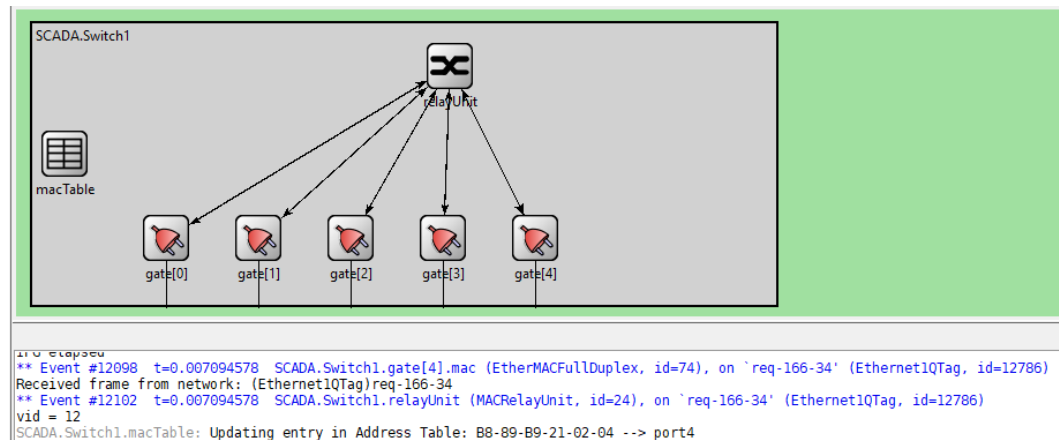 SCADA.Switch1
relayUnit
macTable
gate[0] gate[1] gate[2] gate[3] gate[4]
elapsed
** Event #12098 t=0.007094578 SCADA.Switch1.gate[4].mac (EtherMACFullDuplex, id=74), on `req-166-34' (Ethernet1QTag, id=12786)
Received frame from network: (Ethernet1QTag)req-166-34
** Event #12102 t=0.007094578 SCADA.Switch1.relayUnit (MACRelayUnit, id=24), on `req-166-34' (Ethernet1QTag, id=12786)
vid = 12
SCADA.Switch1.macTable: Updating entry in Address Table: B8-89-B9-21-02-04 --> port4